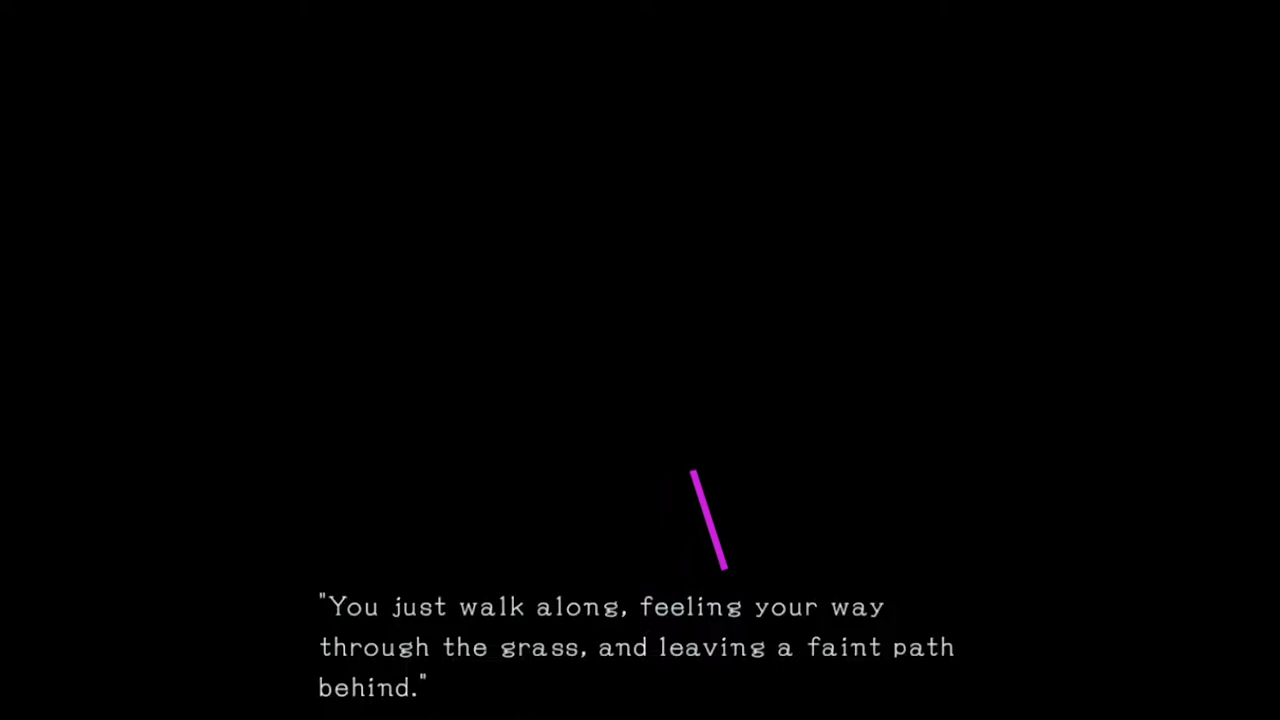 "You just walk along, feeling your way
through the grass, and leaving a faint path
behind."